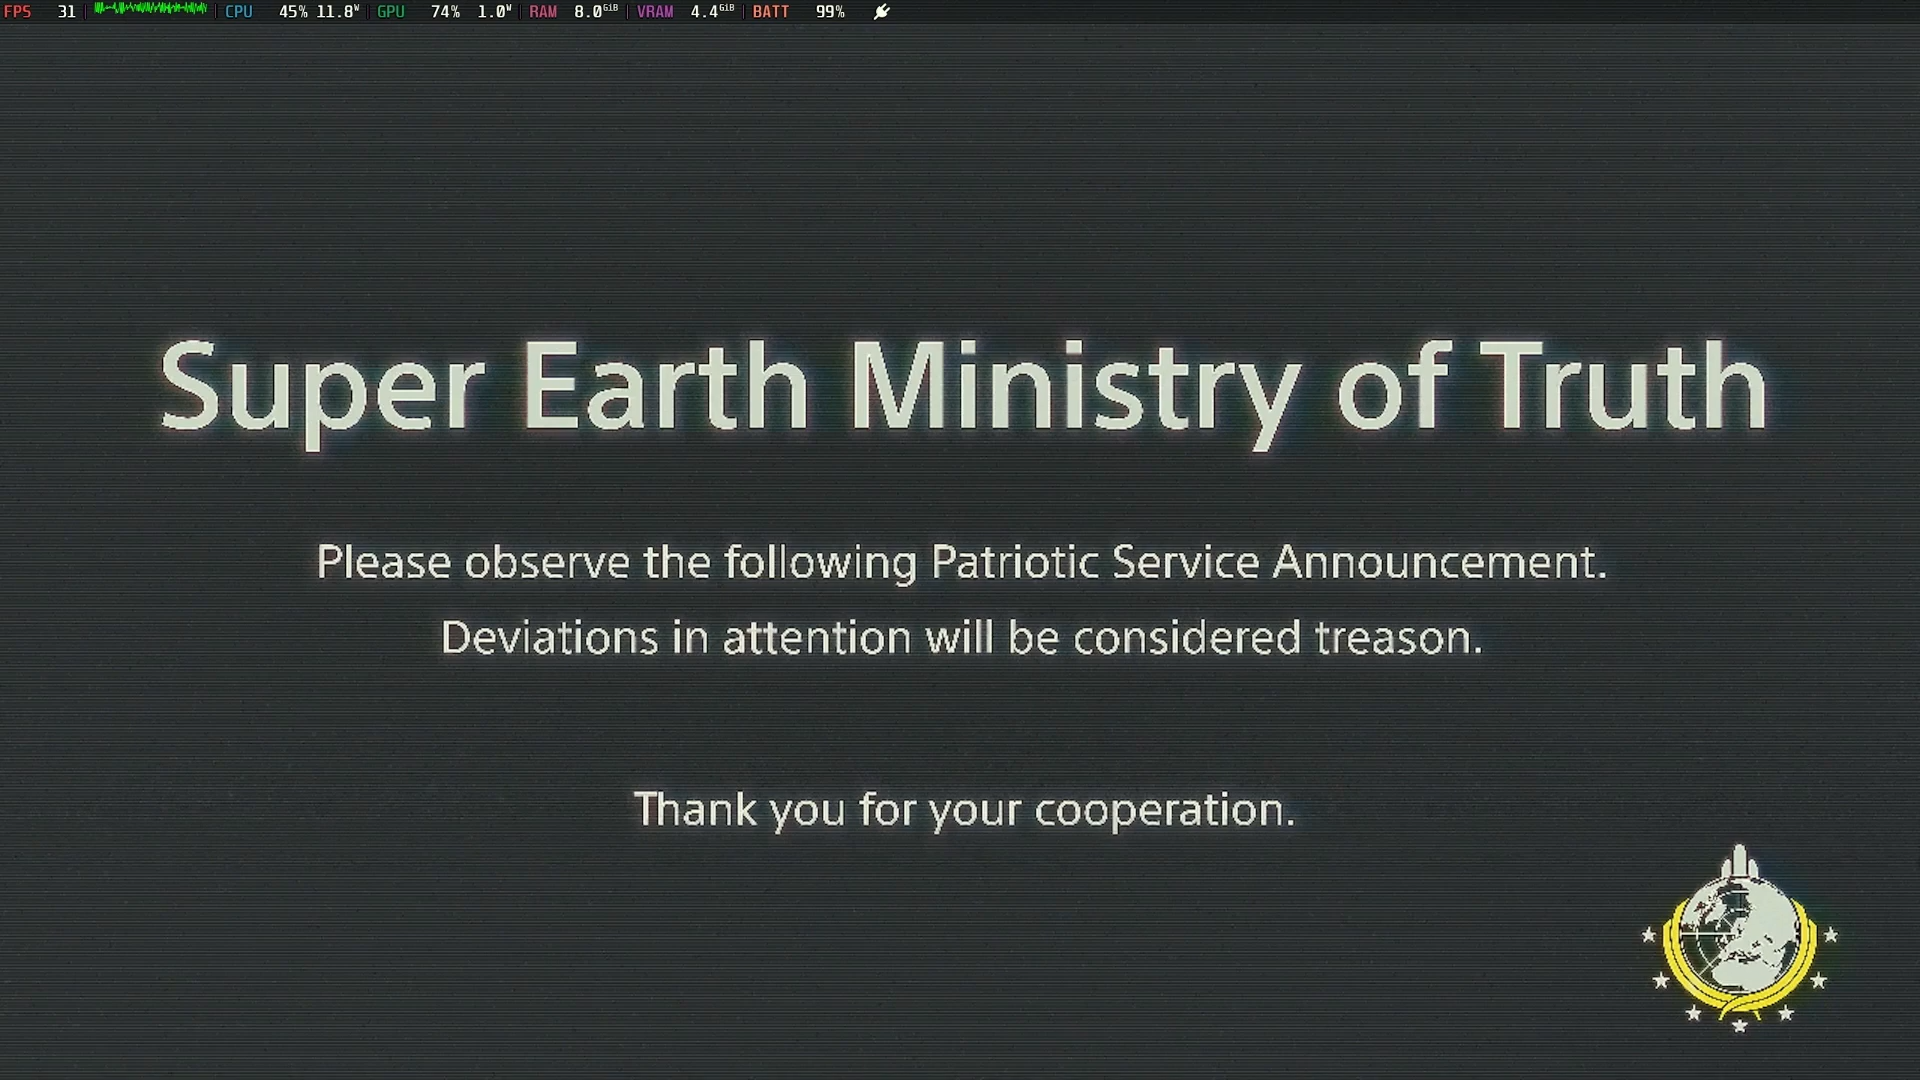 FPS 31 CPU 45% 11.8W GPU 74% 1.0W RAM 8.0GiB VRAM 4.4GiB BATT 99%
Super Earth Ministry of Truth
Please observe the following Patriotic Service Announcement.
Deviations in attention will be considered treason.
Thank you for your cooperation.